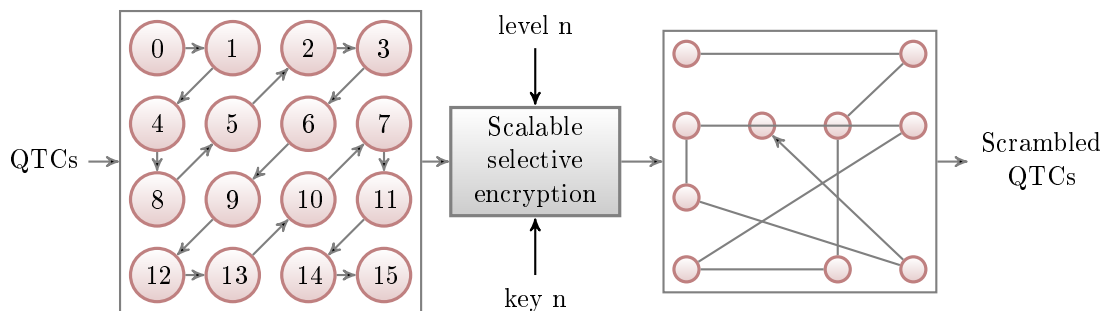 level n
0 1 2 3
4 5 6 7
QTCs
Scalable
selective
encryption
Scrambled
QTCs
8 9 10 11
12 13 14 15
key n